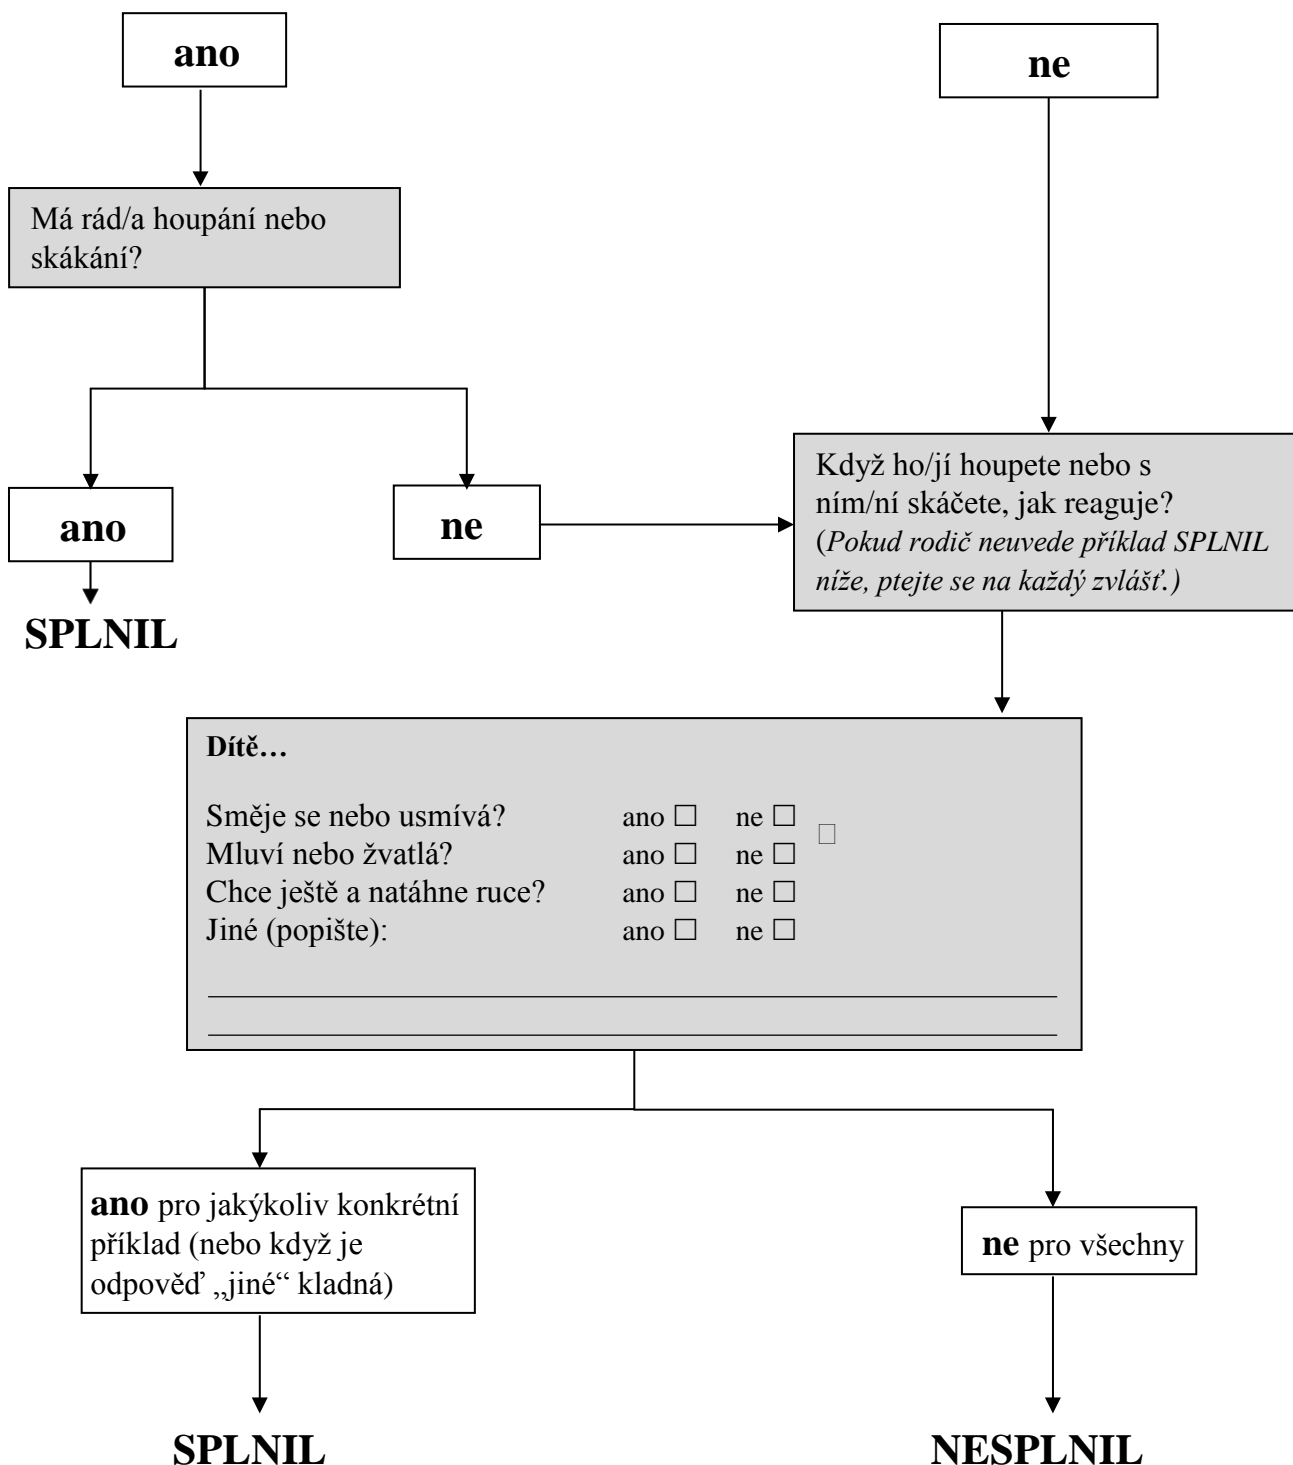 ano
ne
Má rád/a houpání nebo
skákání?
ano
ne
Když ho/jí houpete nebo s
ním/ní skáčete, jak reaguje?
(Pokud rodič neuvede příklad SPLNIL
níže, ptejte se na každý zvlášť.)
SPLNIL
Dítě…
Směje se nebo usmívá? ano ☐ ne ☐
Mluví nebo žvatlá? ano ☐ ne ☐
Chce ještě a natáhne ruce? ano ☐ ne ☐
Jiné (popište): ano ☐ ne ☐
ano pro jakýkoliv konkrétní
příklad (nebo když je
odpověď „jiné“ kladná)
ne pro všechny
SPLNIL
NESPLNIL